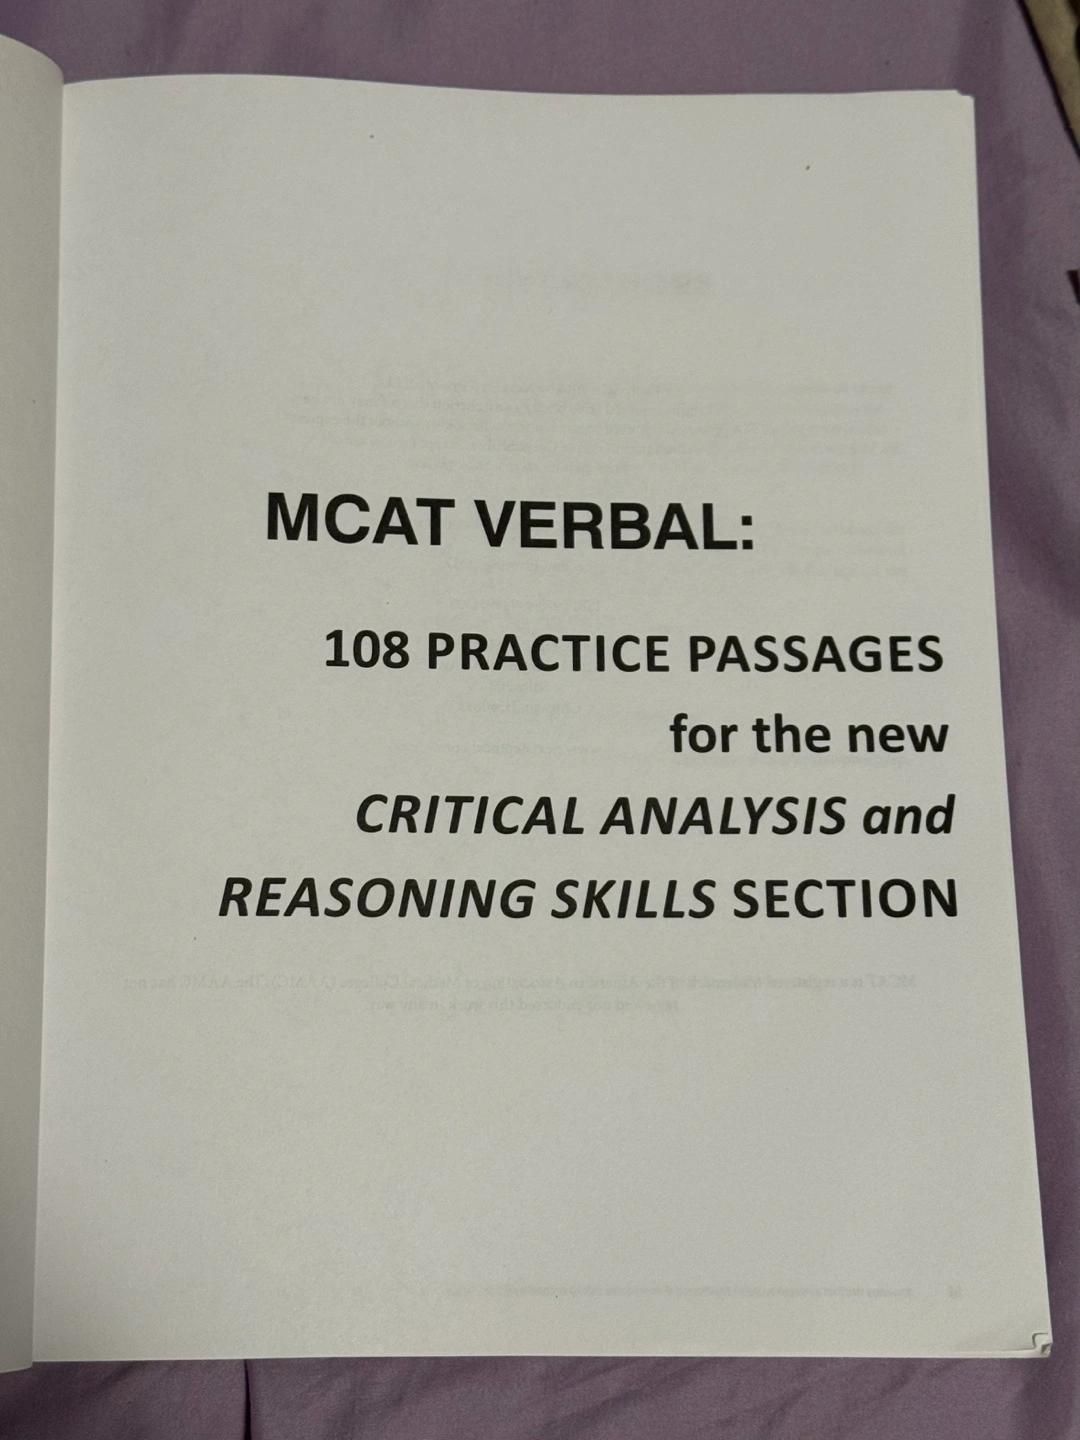 MCAT VERBAL:
108 PRACTICE PASSAGES
for the new
CRITICAL ANALYSIS and
REASONING SKILLS SECTION